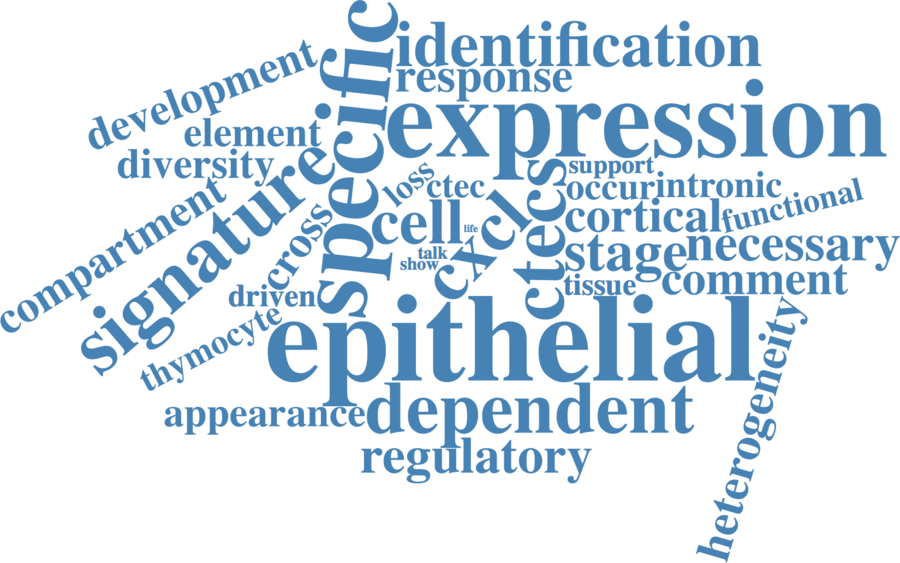 identification
response
development
specific
expression
element
diversity
signature
support
loss
ctec
occur
intronic
functional
compartment
cross
cell
life
cxcl
ctecs
cortical
talk
show
stage
necessary
driven
tissue
comment
thymocyte
epithelial
heterogeneity
appearance
dependent
regulatory